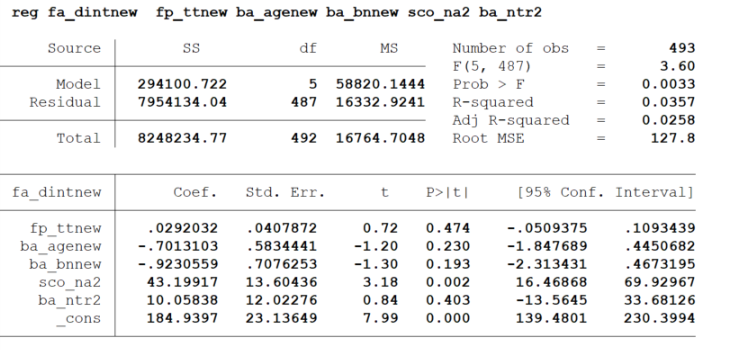 reg fa_dintnew fp_ttnew ba_agenew ba_bnnew sco_na2 ba_ntr2
Source SS df MS Number of obs = 493
F(5, 487) = 3.60
Model 294100.722 5 58820.1444 Prob > F = 0.0033
Residual 7954134.04 487 16332.9241 R-squared = 0.0357
Adj R-squared = 0.0258
Total 8248234.77 492 16764.7048 Root MSE = 127.8
fa_dintnew Coef. Std. Err. t P>|t| [95% Conf. Interval]
fp_ttnew .0292032 .0407872 0.72 0.474 -.0509375 .1093439
ba_agenew -.7013103 .5834441 -1.20 0.230 -1.847689 .4450682
ba_bnnew -.9230559 .7076253 -1.30 0.193 -2.313431 .4673195
sco_na2 43.19917 13.60436 3.18 0.002 16.46868 69.92967
ba_ntr2 10.05838 12.02276 0.84 0.403 -13.5645 33.68126
_cons 184.9397 23.13649 7.99 0.000 139.4801 230.3994